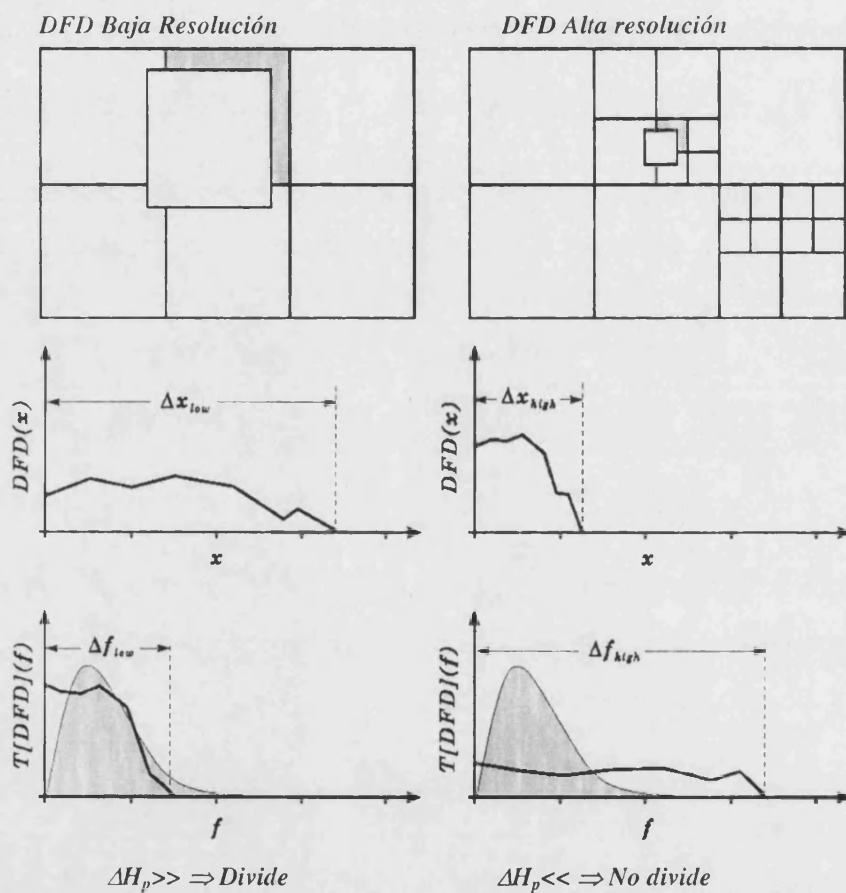 DFD Baja Resolución
DFD Alta resolución
DFD(x)
Δx_low
x
DFD(x)
Δx_high
x
T[DFD](f)
Δf_low
f
T[DFD](f)
Δf_high
f
ΔH_p>> ⇒ Divide
ΔH_p<< ⇒ No divide